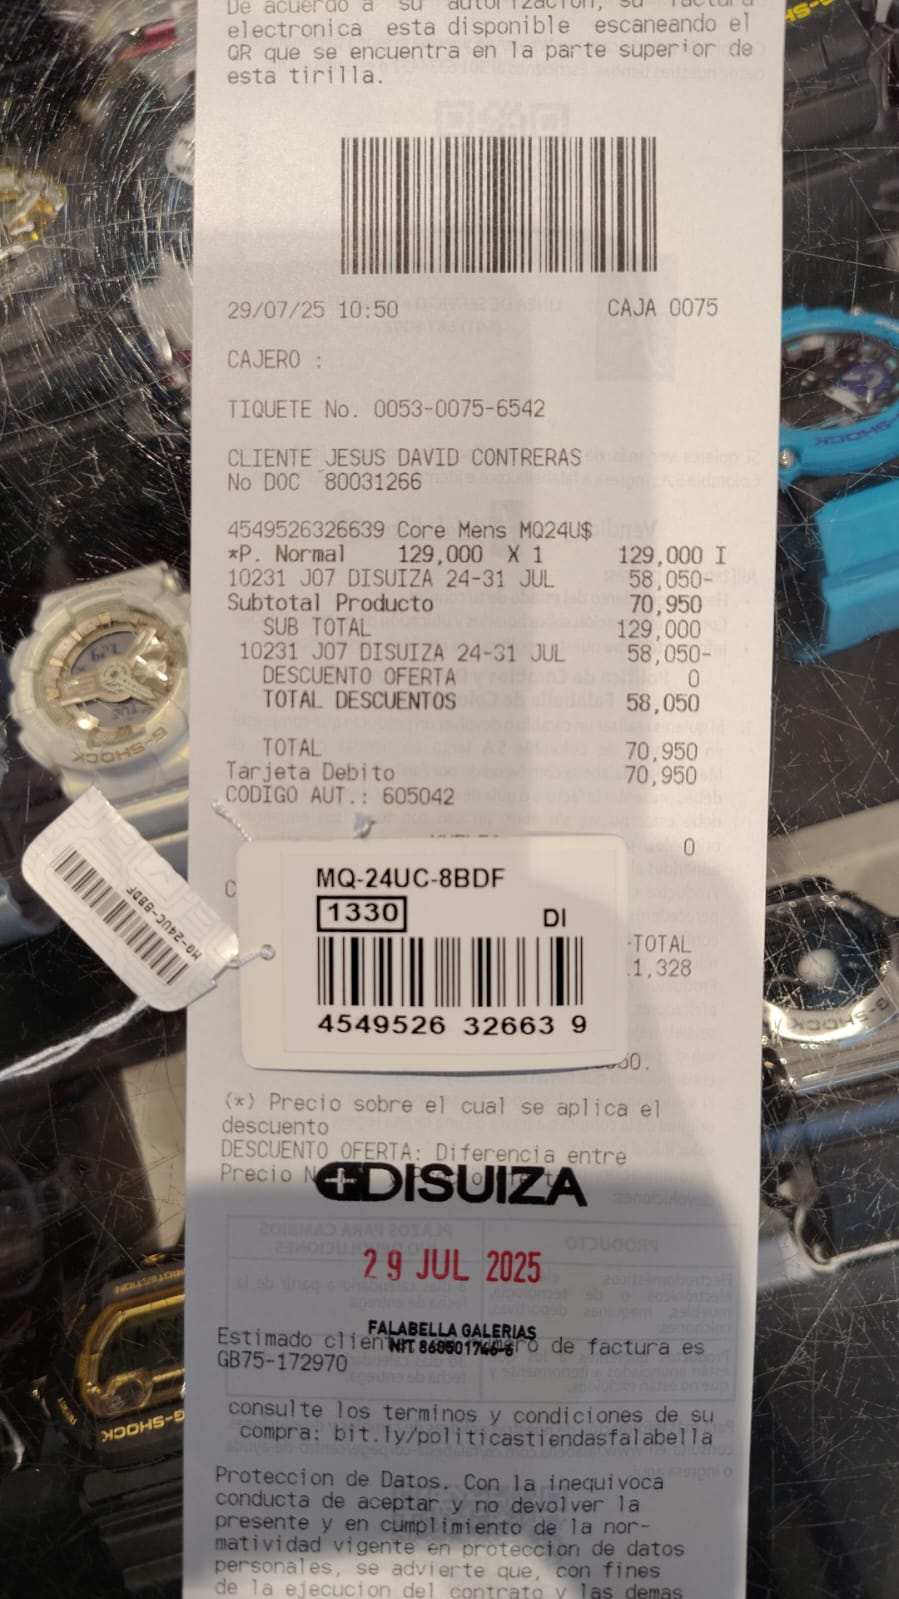 De acuerdo a su autorizacion, su factura
electronica esta disponible escaneando el
QR que se encuentra en la parte superior de
esta tirilla.
29/07/25 10:50 CAJA 0075
CAJERO :
TIQUETE No. 0053-0075-6542
CLIENTE JESUS DAVID CONTRERAS
No DOC 80031266
4549526326639 Core Mens MQ24U$
*P. Normal 129,000 X 1 129,000 I
10231 J07 DISUIZA 24-31 JUL 58,050-
Subtotal Producto 70,950
SUB TOTAL 129,000
10231 J07 DISUIZA 24-31 JUL 58,050-
DESCUENTO OFERTA 0
TOTAL DESCUENTOS 58,050
TOTAL 70,950
Tarjeta Debito 70,950
CODIGO AUT.: 605042
0
MQ-24UC-8BDF
1330 DI
4549526 32663 9
MQ-24UC-8BDF
-TOTAL
1,328
(*) Precio sobre el cual se aplica el
descuento
DESCUENTO OFERTA: Diferencia entre
Precio
DISUIZA
29 JUL 2025
FALABELLA GALERIAS
NIT
Estimado de factura es
GB75-172970
consulte los terminos y condiciones de su
compra: bit.ly/politicastiendasfalabella
Proteccion de Datos. Con la inequivoca
conducta de aceptar y no devolver la
presente y en cumplimiento de la nor-
matividad vigente en proteccion de datos
personales, se advierte que, con fines
de la ejecucion del contrato y las demas
G-SHOCK
G-SHOCK
G-SHOCK
G-SHOCK